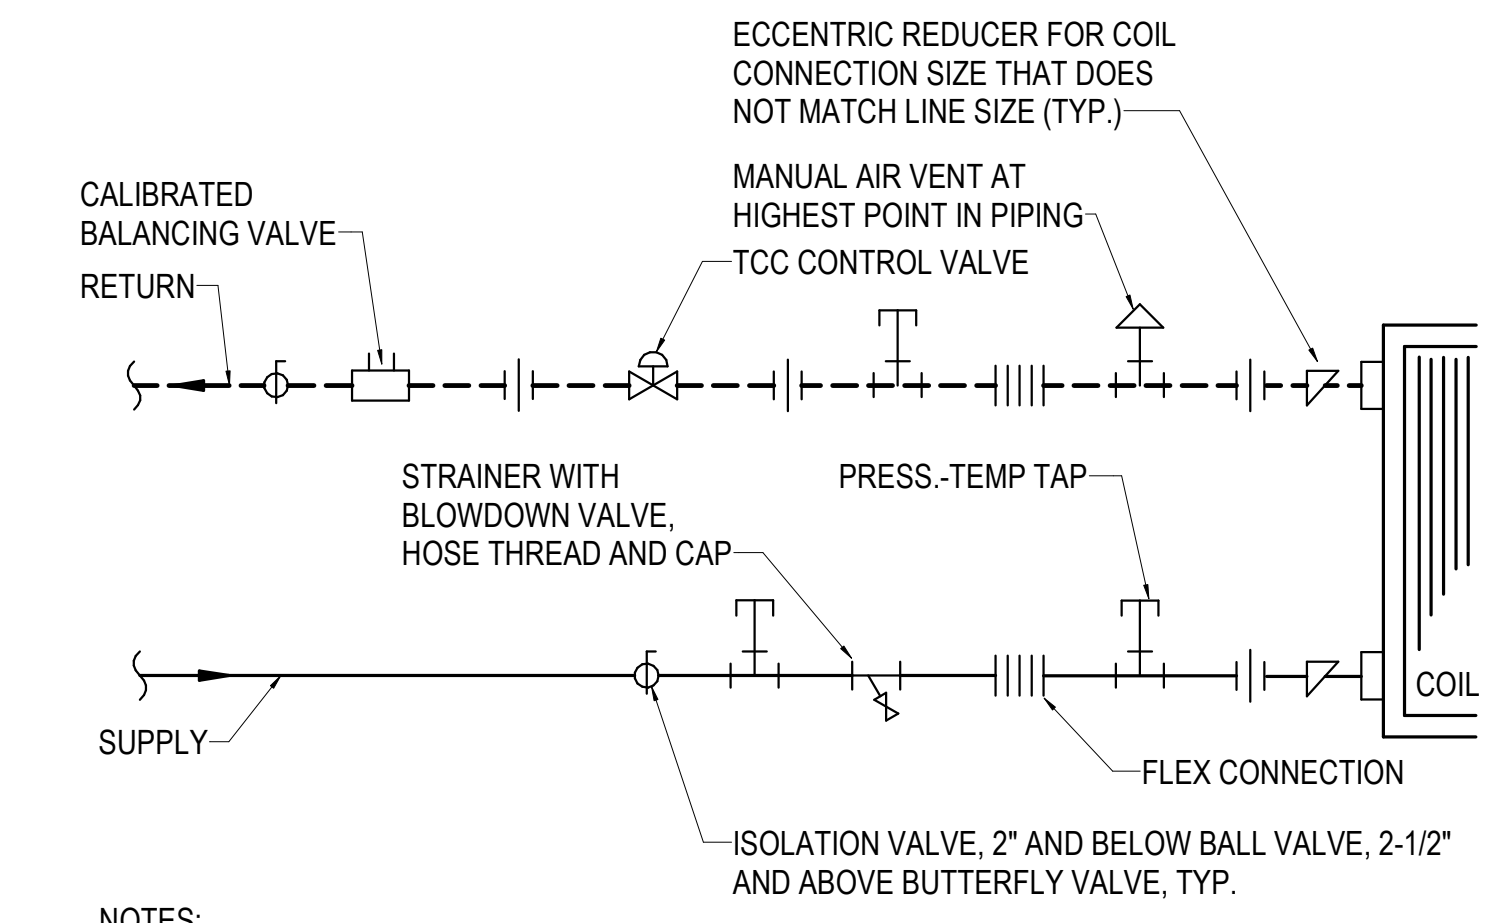 ECCENTRIC REDUCER FOR COIL
CONNECTION SIZE THAT DOES
NOT MATCH LINE SIZE (TYP.)
MANUAL AIR VENT AT
HIGHEST POINT IN PIPING
TCC CONTROL VALVE
CALIBRATED
BALANCING VALVE
RETURN
STRAINER WITH
BLOWDOWN VALVE,
HOSE THREAD AND CAP
PRESS.-TEMP TAP
COIL
SUPPLY
FLEX CONNECTION
ISOLATION VALVE, 2" AND BELOW BALL VALVE, 2-1/2"
AND ABOVE BUTTERFLY VALVE, TYP.
NOTES: